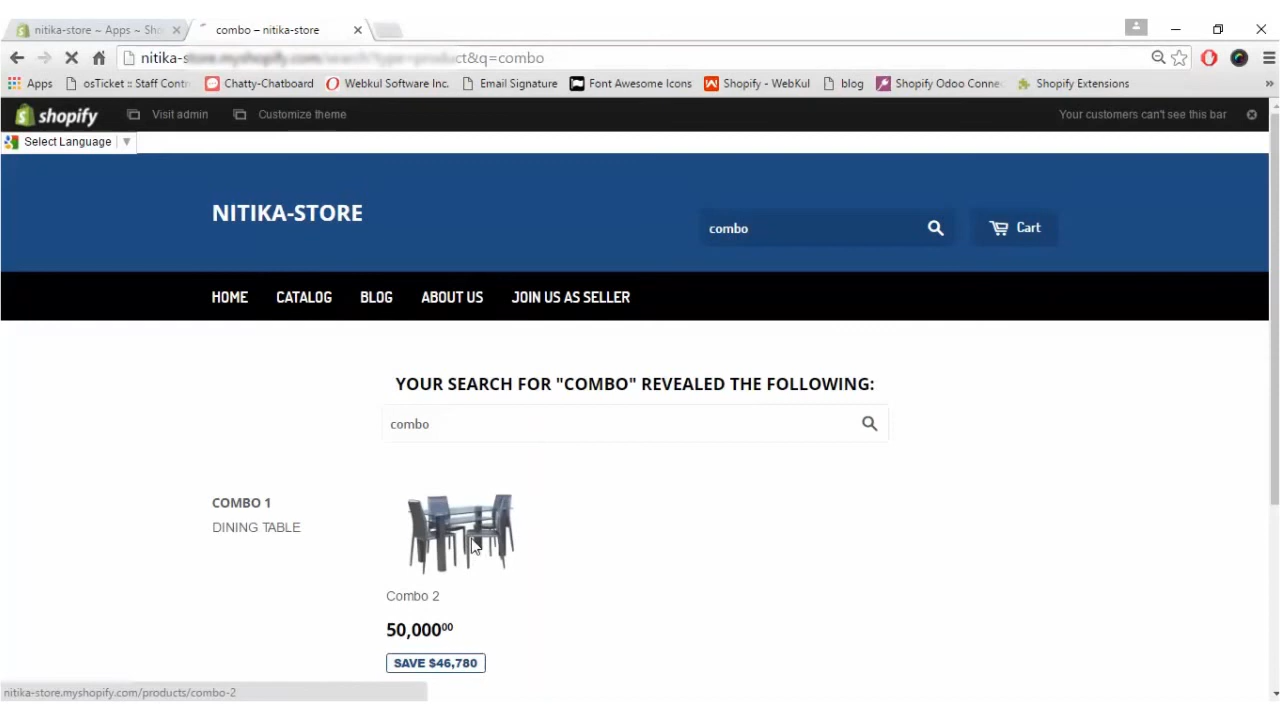 nitika-store ~ Apps ~ Sho
combo – nitika-store
nitika-s
ct&q=combo
Apps
osTicket :: Staff Contr
Chatty-Chatboard
Webkul Software Inc.
Email Signature
Font Awesome Icons
Shopify - WebKul
blog
Shopify Odoo Connec
Shopify Extensions
»
shopify
Visit admin
Customize theme
Your customers can't see this bar
Select Language
NITIKA-STORE
combo
Cart
HOME
CATALOG
BLOG
ABOUT US
JOIN US AS SELLER
YOUR SEARCH FOR "COMBO" REVEALED THE FOLLOWING:
combo
COMBO 1
DINING TABLE
Combo 2
50,000⁰⁰
SAVE $46,780
nitika-store.myshopify.com/products/combo-2